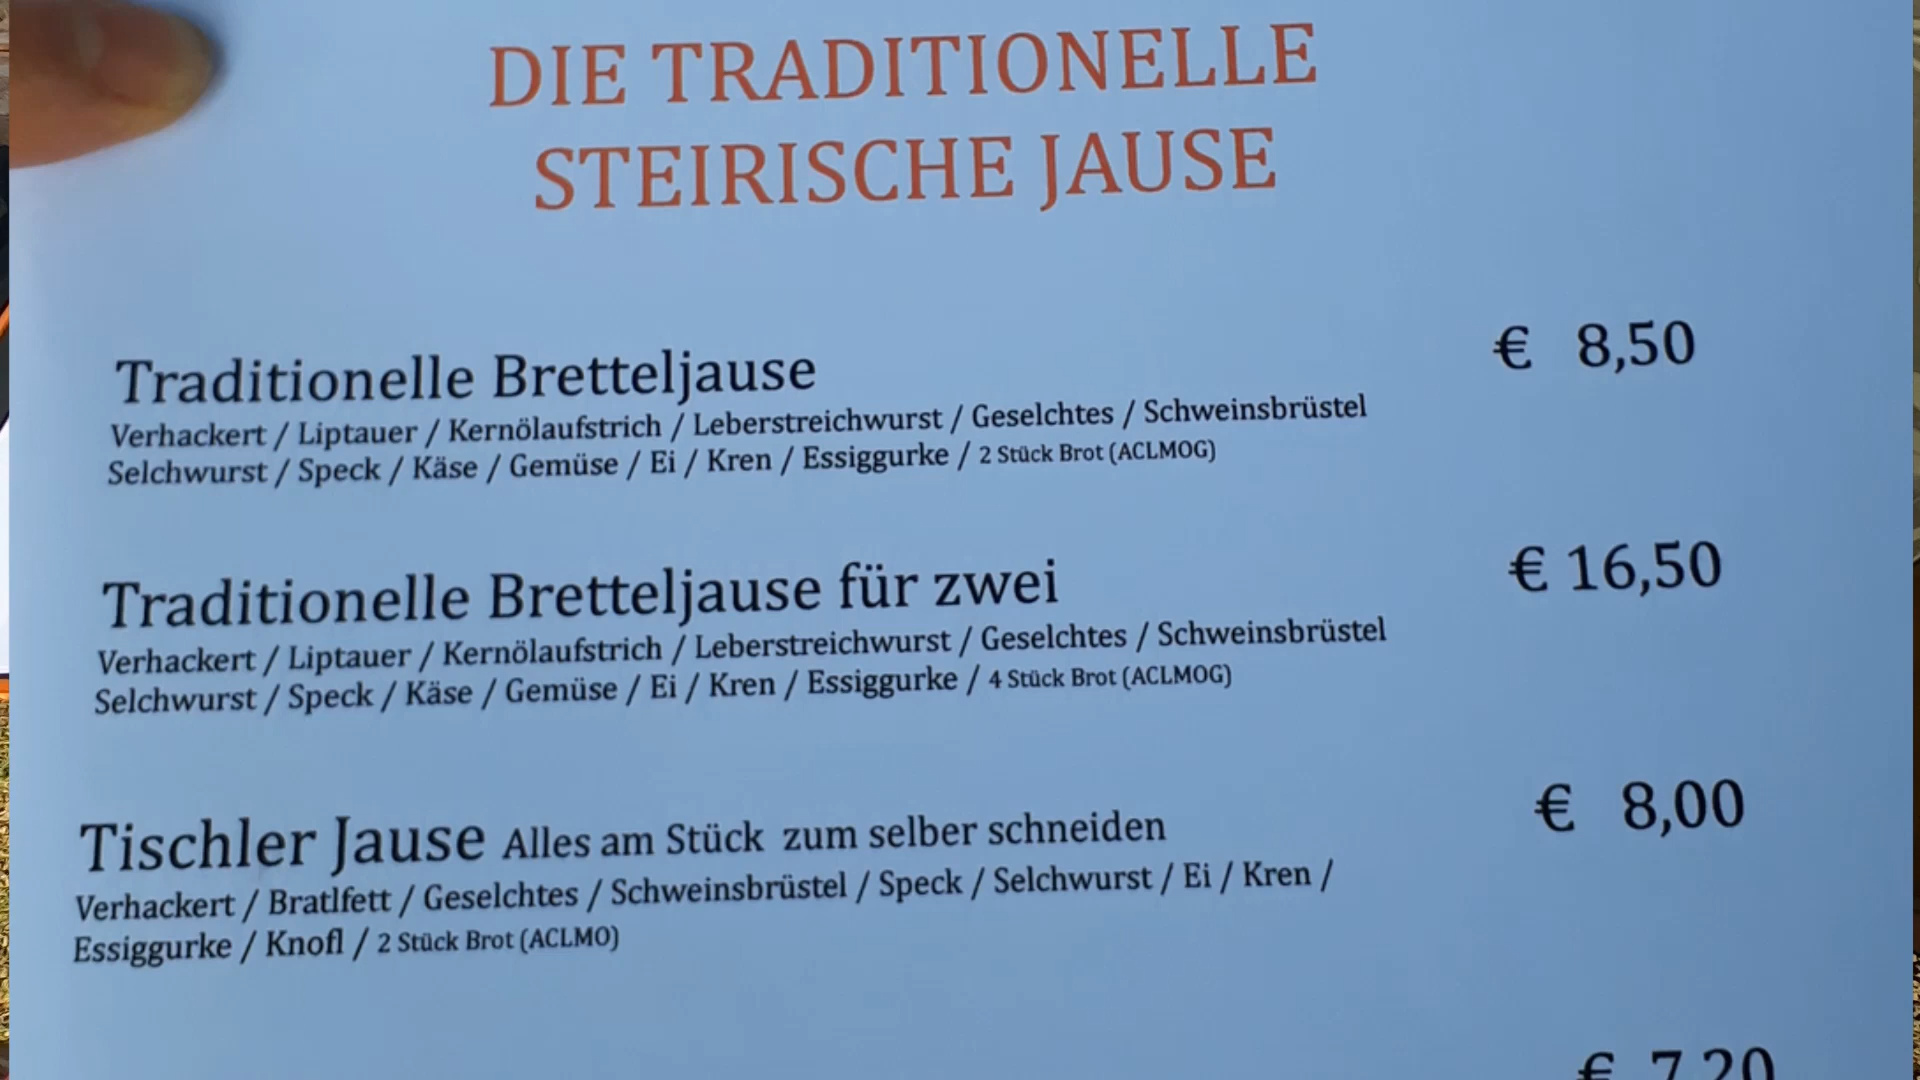 DIE TRADITIONELLE
STEIRISCHE JAUSE
Traditionelle Bretteljause € 8,50
Verhackert / Liptauer / Kernölaufstrich / Leberstreichwurst / Geselchtes / Schweinsbrüstel
Selchwurst / Speck / Käse / Gemüse / Ei / Kren / Essiggurke / 2 Stück Brot (ACLMOG)
Traditionelle Bretteljause für zwei € 16,50
Verhackert / Liptauer / Kernölaufstrich / Leberstreichwurst / Geselchtes / Schweinsbrüstel
Selchwurst / Speck / Käse / Gemüse / Ei / Kren / Essiggurke / 4 Stück Brot (ACLMOG)
Tischler Jause Alles am Stück zum selber schneiden € 8,00
Verhackert / Bratlfett / Geselchtes / Schweinsbrüstel / Speck / Selchwurst / Ei / Kren /
Essiggurke / Knofl / 2 Stück Brot (ACLMO)
€ 7,20